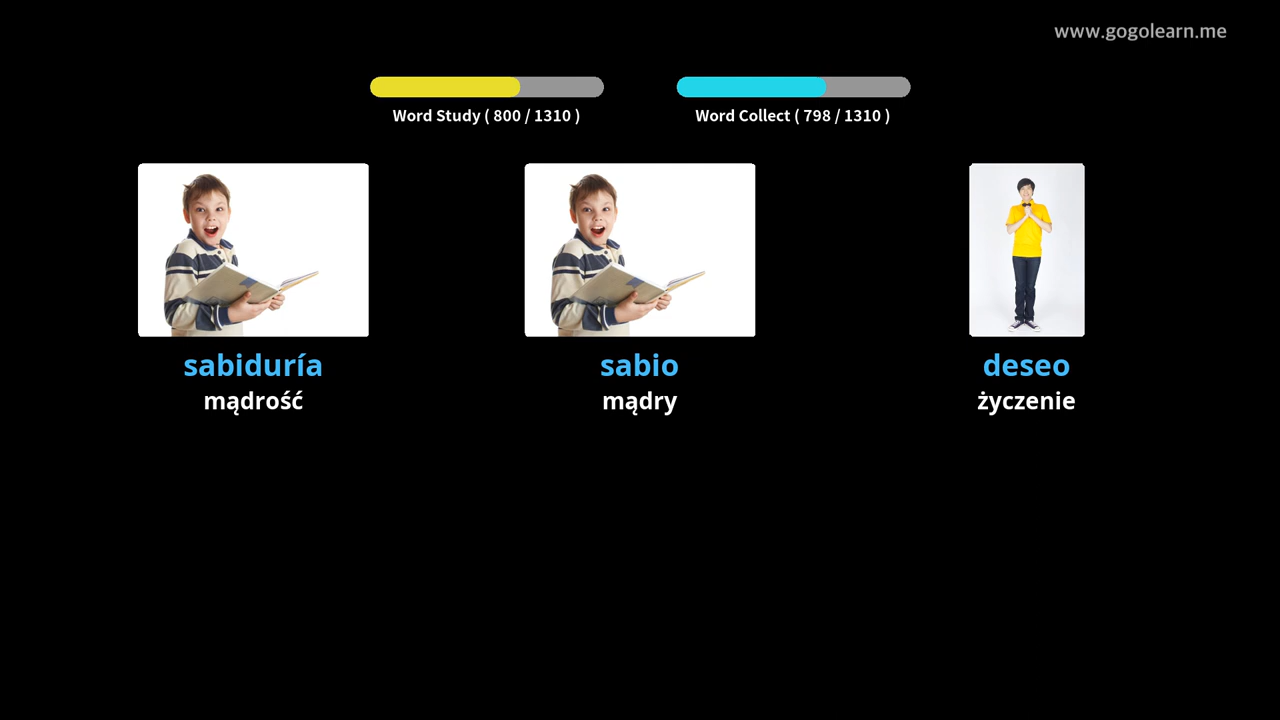 www.gogolearn.me
Word Study ( 800 / 1310 )
Word Collect ( 798 / 1310 )
sabiduría
mądrość
sabio
mądry
deseo
życzenie